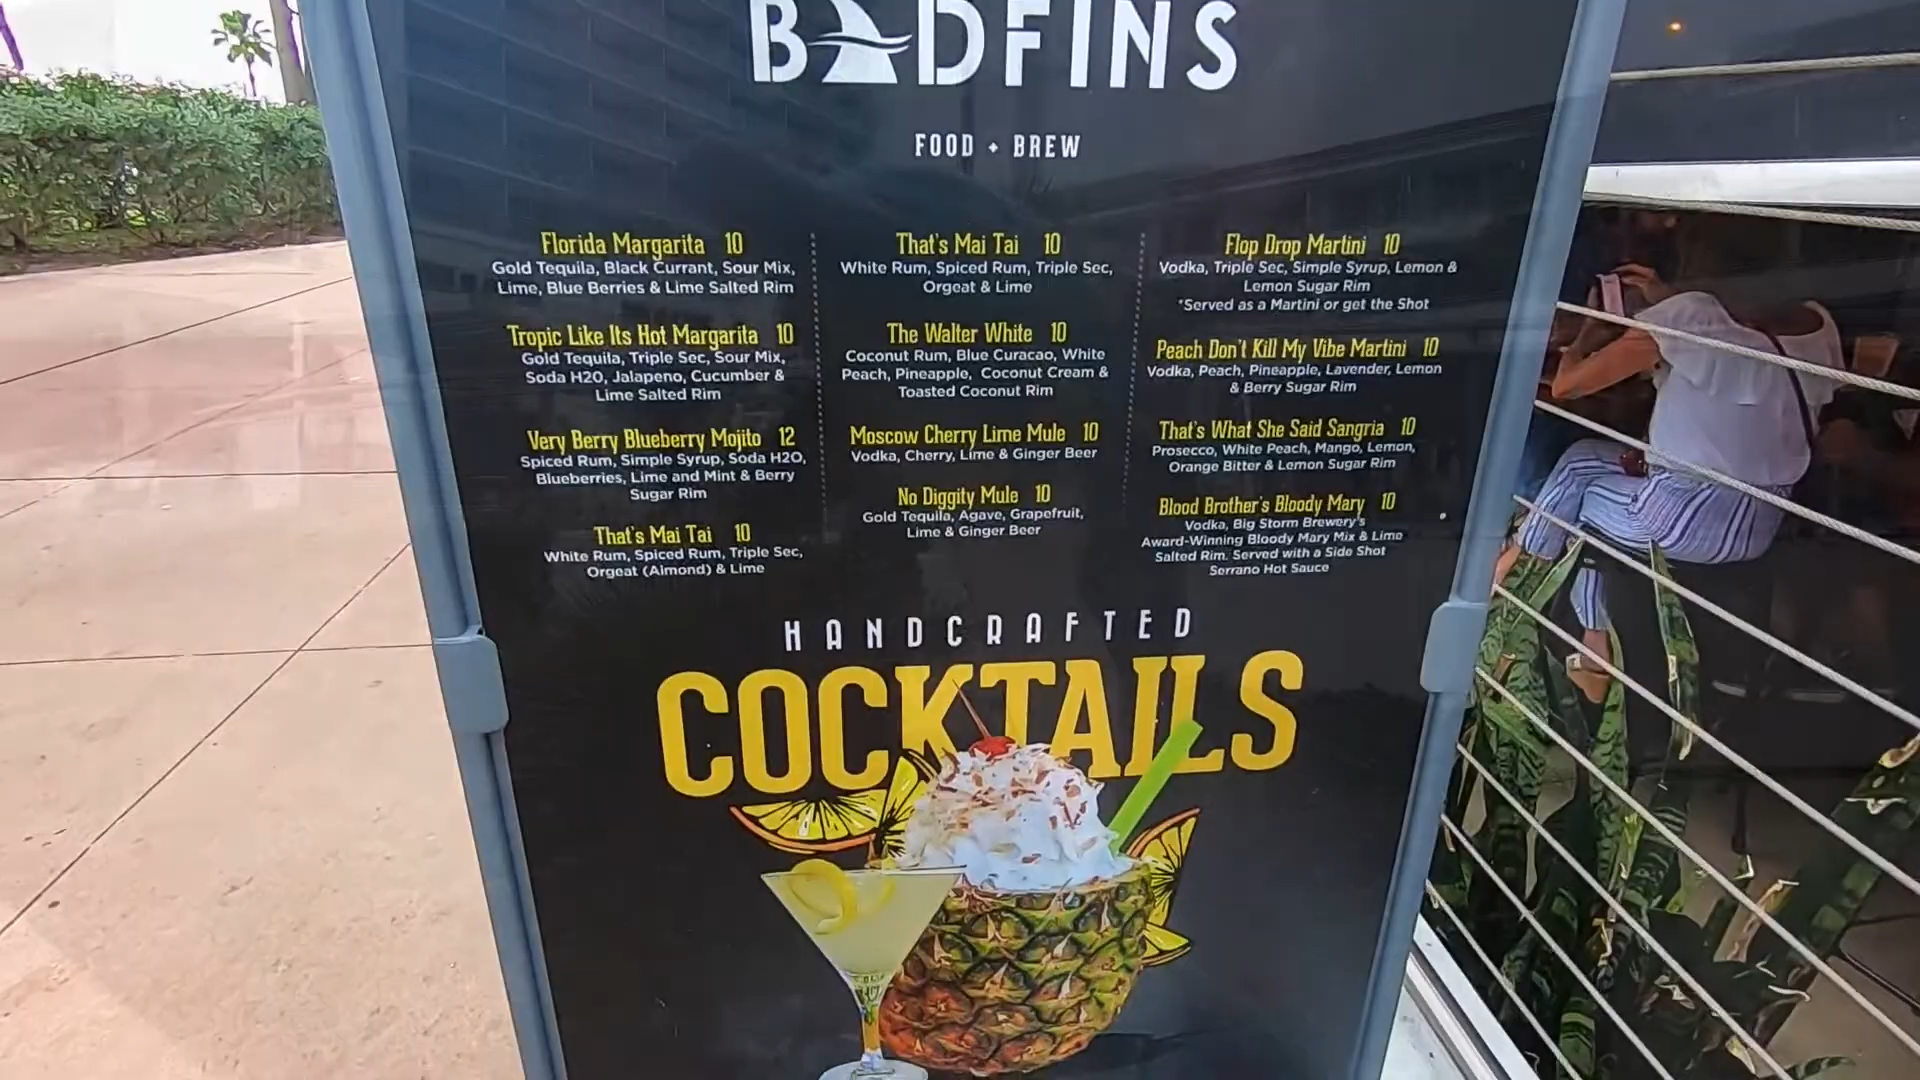 BADFINS
FOOD + BREW
Florida Margarita 10
Gold Tequila, Black Currant, Sour Mix,
Lime, Blue Berries & Lime Salted Rim
Tropic Like Its Hot Margarita 10
Gold Tequila, Triple Sec, Sour Mix,
Soda H2O, Jalapeno, Cucumber &
Lime Salted Rim
Very Berry Blueberry Mojito 12
Spiced Rum, Simple Syrup, Soda H2O,
Blueberries, Lime and Mint & Berry
Sugar Rim
That's Mai Tai 10
White Rum, Spiced Rum, Triple Sec,
Orgeat (Almond) & Lime
That's Mai Tai 10
White Rum, Spiced Rum, Triple Sec,
Orgeat & Lime
The Walter White 10
Coconut Rum, Blue Curacao, White
Peach, Pineapple, Coconut Cream &
Toasted Coconut Rim
Moscow Cherry Lime Mule 10
Vodka, Cherry, Lime & Ginger Beer
No Diggity Mule 10
Gold Tequila, Agave, Grapefruit,
Lime & Ginger Beer
Flop Drop Martini 10
Vodka, Triple Sec, Simple Syrup, Lemon &
Lemon Sugar Rim
*Served as a Martini or get the Shot
Peach Don't Kill My Vibe Martini 10
Vodka, Peach, Pineapple, Lavender, Lemon
& Berry Sugar Rim
That's What She Said Sangria 10
Prosecco, White Peach, Mango, Lemon,
Orange Bitter & Lemon Sugar Rim
Blood Brother's Bloody Mary 10
Vodka, Big Storm Brewery's
Award-Winning Bloody Mary Mix & Lime
Salted Rim. Served with a Side Shot
Serrano Hot Sauce
HANDCRAFTED
COCKTAILS